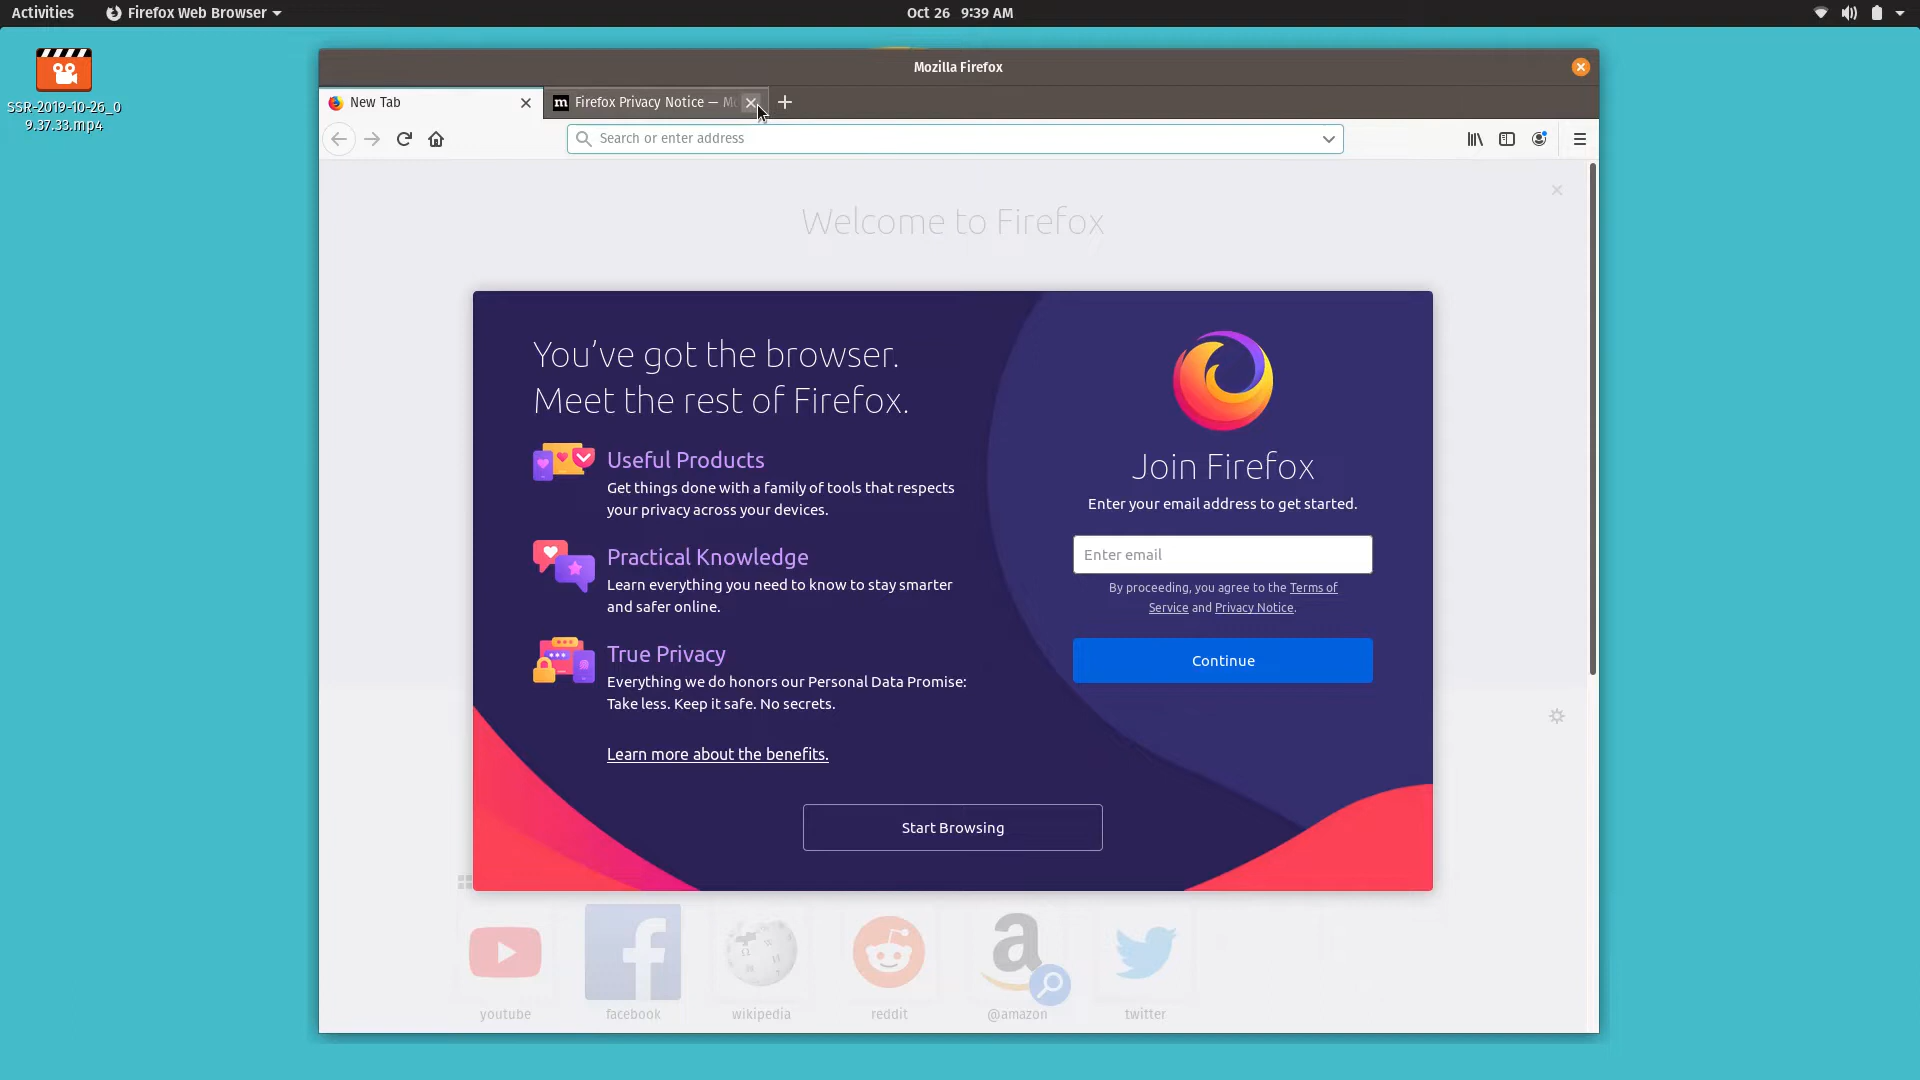 Activities
Firefox Web Browser
Oct 26 9:39 AM
SSR-2019-10-26_0
9.37.33.mp4
Mozilla Firefox
New Tab
m
Firefox Privacy Notice — Mo
Search or enter address
Welcome to Firefox
You’ve got the browser.
Meet the rest of Firefox.
Useful Products
Get things done with a family of tools that respects
your privacy across your devices.
Practical Knowledge
Learn everything you need to know to stay smarter
and safer online.
True Privacy
Everything we do honors our Personal Data Promise:
Take less. Keep it safe. No secrets.
Learn more about the benefits.
Join Firefox
Enter your email address to get started.
Enter email
By proceeding, you agree to the Terms of
Service and Privacy Notice.
Continue
Start Browsing
f
W
a
youtube
facebook
wikipedia
reddit
@amazon
twitter